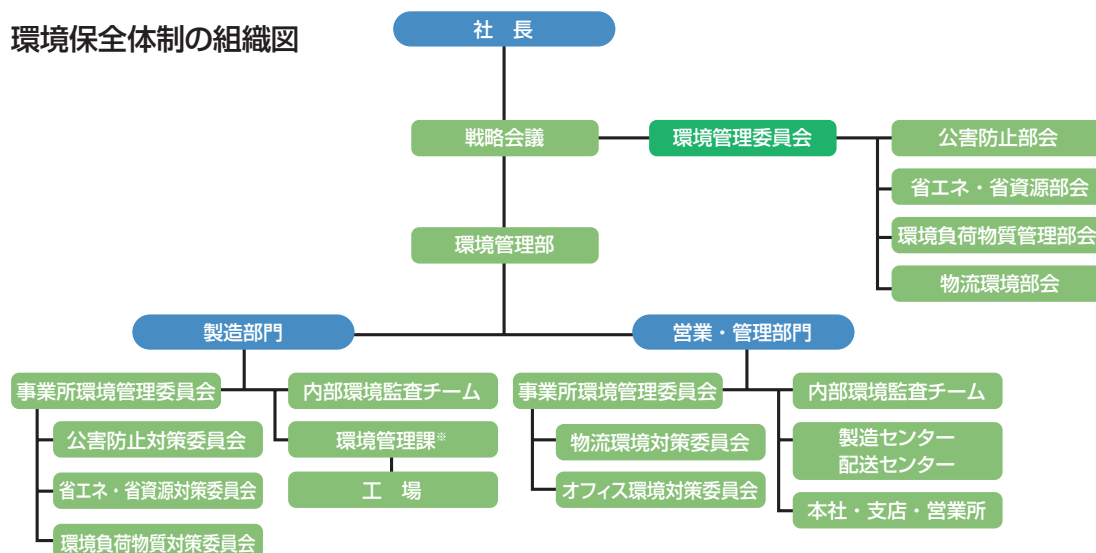 環境保全体制の組織図
社 長
戦略会議
環境管理委員会
公害防止部会
省エネ・省資源部会
環境管理部
環境負荷物質管理部会
物流環境部会
製造部門
営業・管理部門
事業所環境管理委員会
内部環境監査チーム
事業所環境管理委員会
内部環境監査チーム
公害防止対策委員会
環境管理課※
物流環境対策委員会
製造センター
配送センター
省エネ・省資源対策委員会
工 場
オフィス環境対策委員会
本社・支店・営業所
環境負荷物質対策委員会